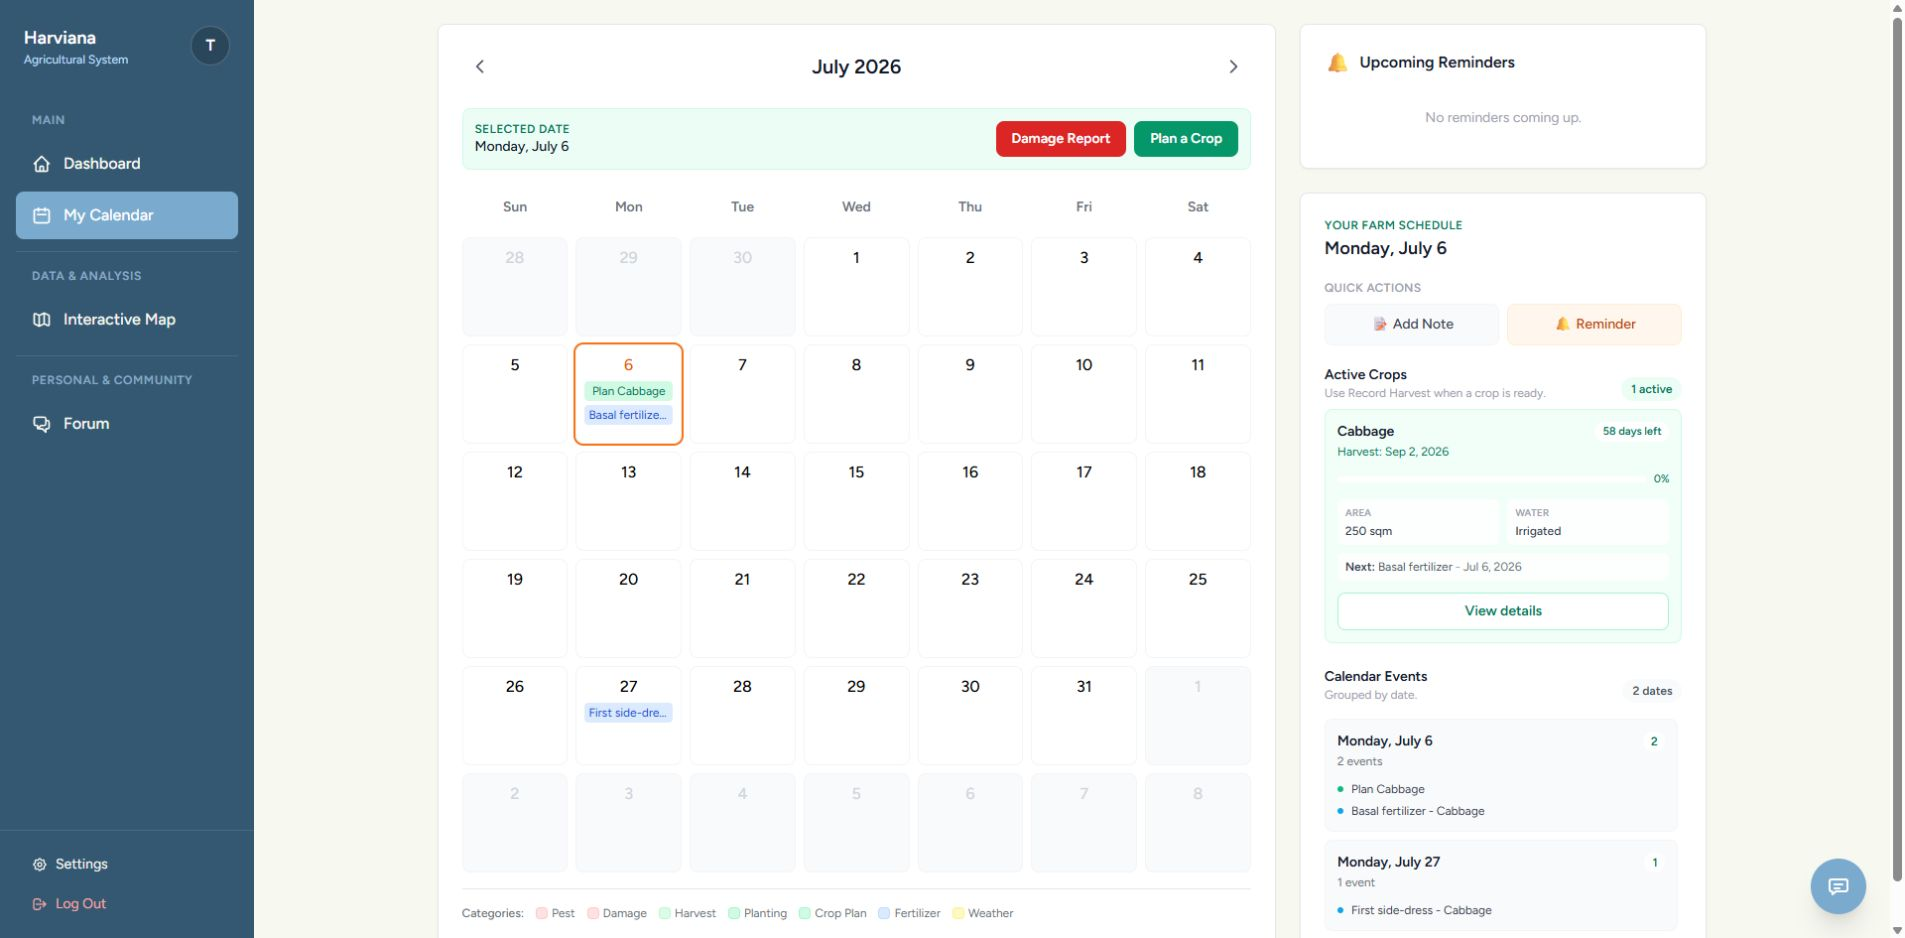 Harviana
Agricultural System
T
MAIN
Dashboard
My Calendar
DATA & ANALYSIS
Interactive Map
PERSONAL & COMMUNITY
Forum
Settings
Log Out
July 2026
SELECTED DATE
Monday, July 6
Damage Report
Plan a Crop
Sun Mon Tue Wed Thu Fri Sat
28 29 30 1 2 3 4
5 6 7 8 9 10 11
Plan Cabbage
Basal fertilize...
12 13 14 15 16 17 18
19 20 21 22 23 24 25
26 27 28 29 30 31 1
First side-dre...
2 3 4 5 6 7 8
Categories: Pest Damage Harvest Planting Crop Plan Fertilizer Weather
Upcoming Reminders
No reminders coming up.
YOUR FARM SCHEDULE
Monday, July 6
QUICK ACTIONS
Add Note
Reminder
Active Crops
Use Record Harvest when a crop is ready.
1 active
Cabbage
58 days left
Harvest: Sep 2, 2026
0%
AREA
250 sqm
WATER
Irrigated
Next: Basal fertilizer - Jul 6, 2026
View details
Calendar Events
Grouped by date.
2 dates
Monday, July 6
2
2 events
Plan Cabbage
Basal fertilizer - Cabbage
Monday, July 27
1
1 event
First side-dress - Cabbage